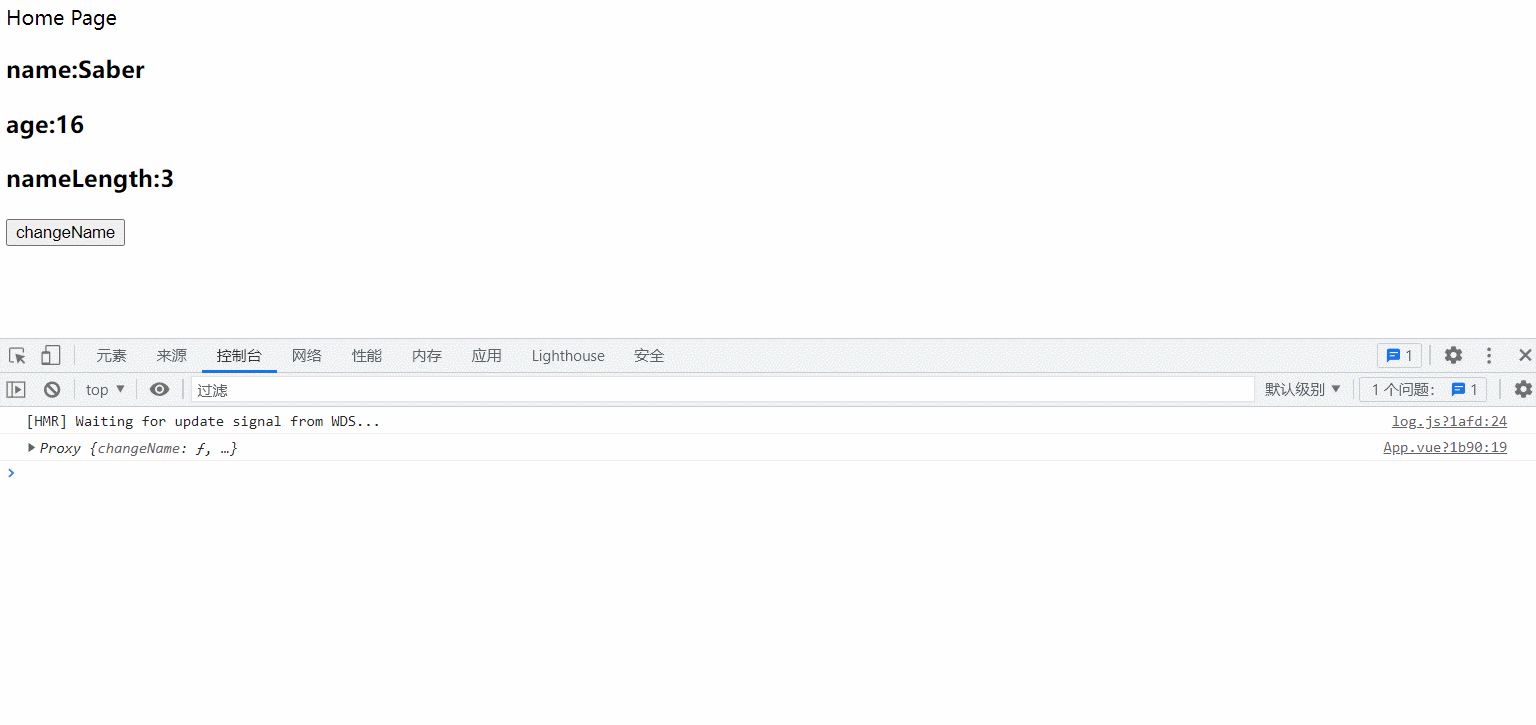 Home Page
name:Saber
age:16
nameLength:3
changeName
元素 来源 控制台 网络 性能 内存 应用 Lighthouse 安全 1
top 过滤 默认级别 1 个问题: 1
[HMR] Waiting for update signal from WDS... log.js?1afd:24
Proxy {changeName: ƒ, …} App.vue?1b90:19